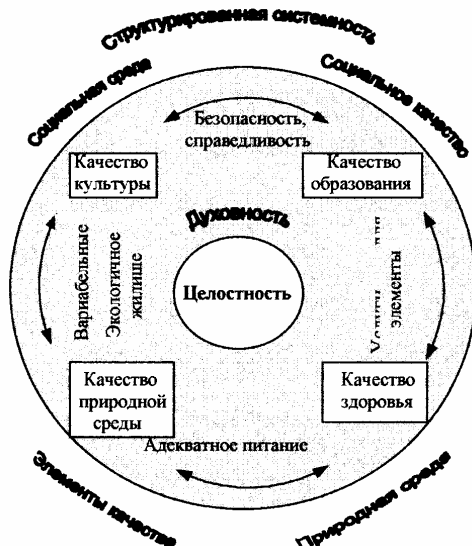 Структурированная системность
Социальная среда
Социальное качество
Безопасность,
справедливость
Качество
культуры
Качество
образования
Духовность
Вариабельные
Экологичное
жилище
Целостность
элементы
Качество
природной
среды
Качество
здоровья
Адекватное питание
Элементы качества
Природная среда